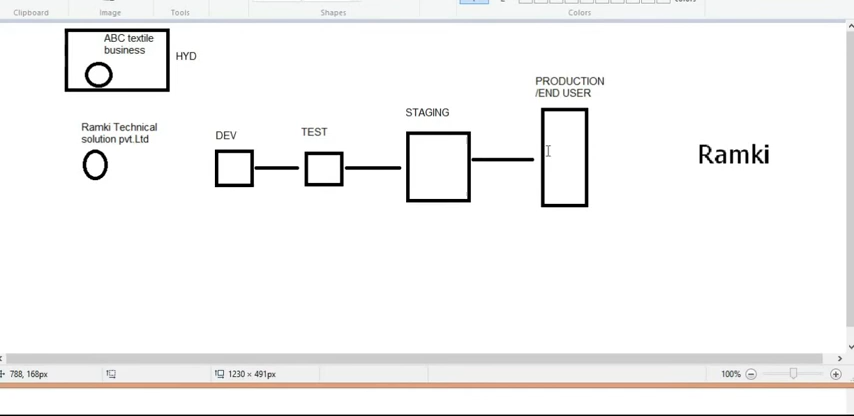 Clipboard
Image
Tools
Shapes
Colors
ABC textile
business
HYD
PRODUCTION
/END USER
STAGING
Ramki Technical
solution pvt.Ltd
DEV
TEST
Ramki
788, 168px
1230 × 491px
100%